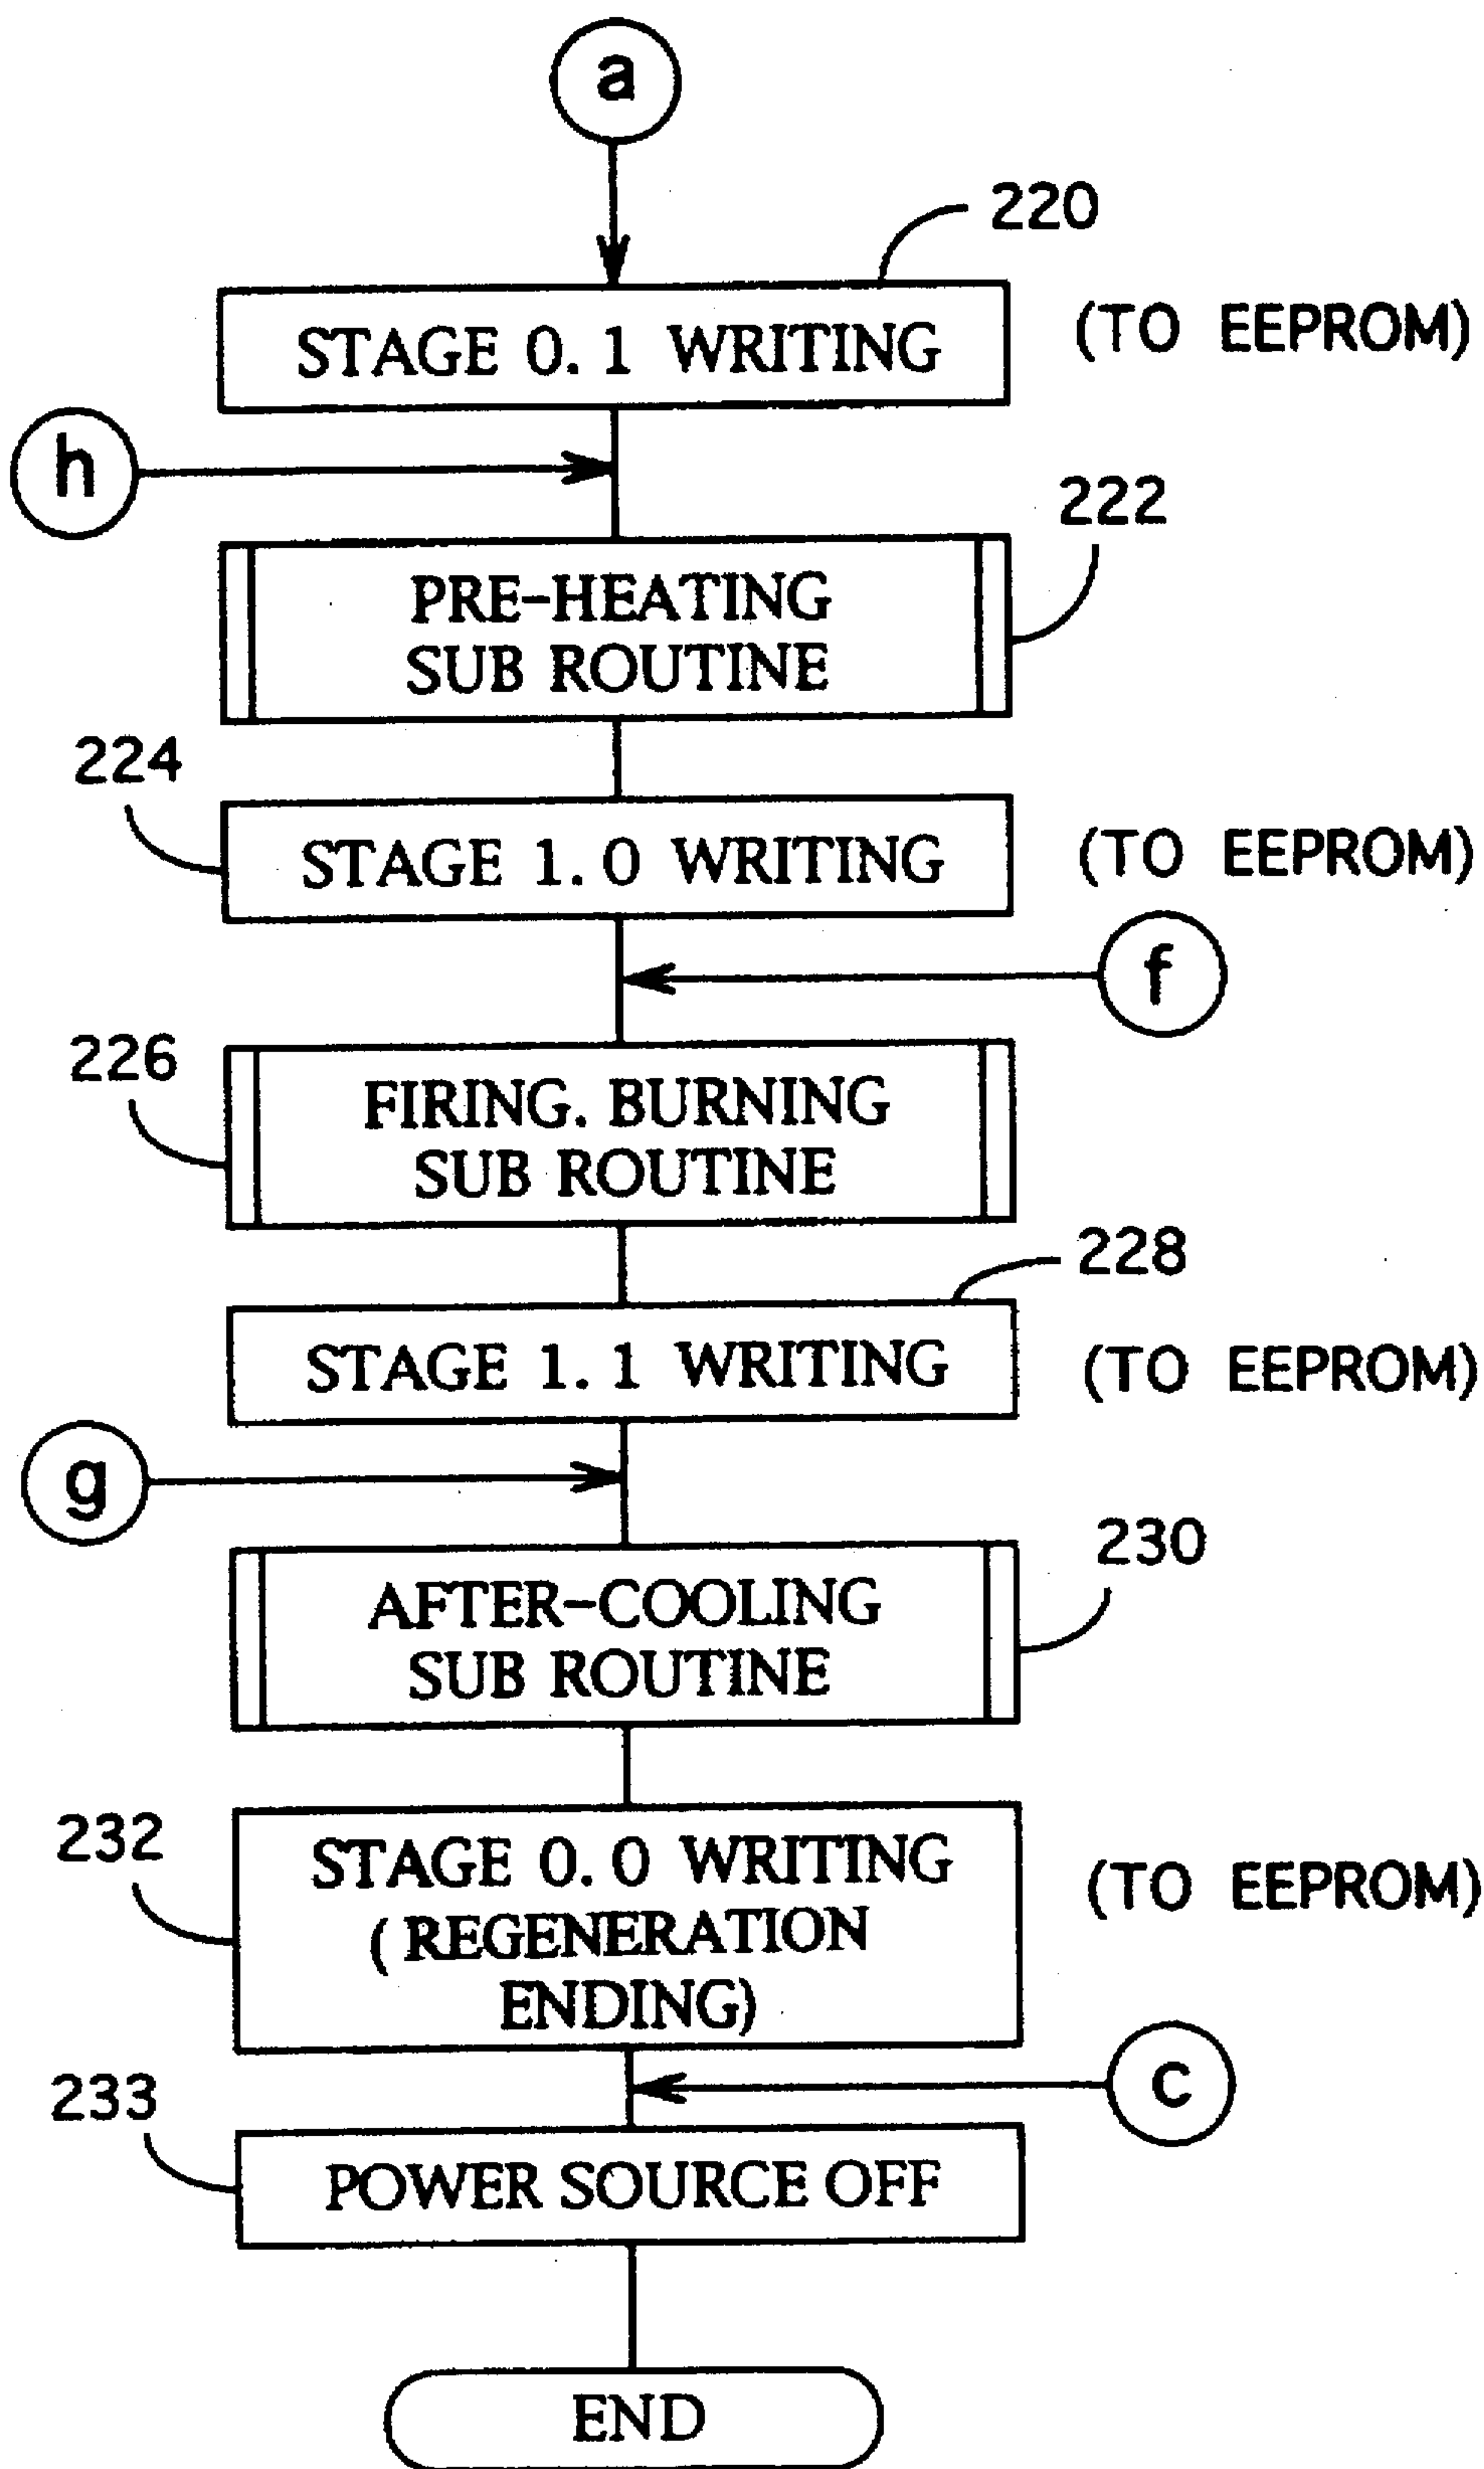 a
220
STAGE 0. 1 WRITING (TO EEPROM)
h
222
PRE-HEATING
SUB ROUTINE
224
STAGE 1. 0 WRITING (TO EEPROM)
f
226
FIRING. BURNING
SUB ROUTINE
228
STAGE 1. 1 WRITING (TO EEPROM)
g
230
AFTER-COOLING
SUB ROUTINE
232
STAGE 0. 0 WRITING (TO EEPROM)
( REGENERATION
ENDING)
c
233
POWER SOURCE OFF
END